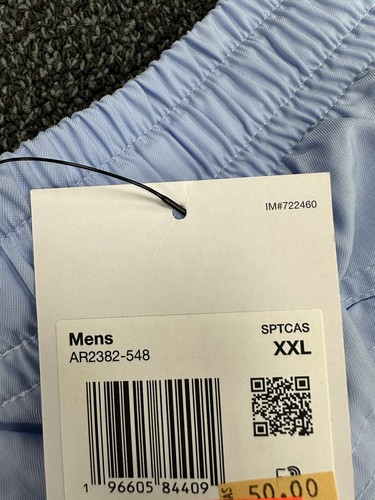 IM#722460
Mens
SPTCAS
AR2382-548
XXL
1 96605 84409
50.00